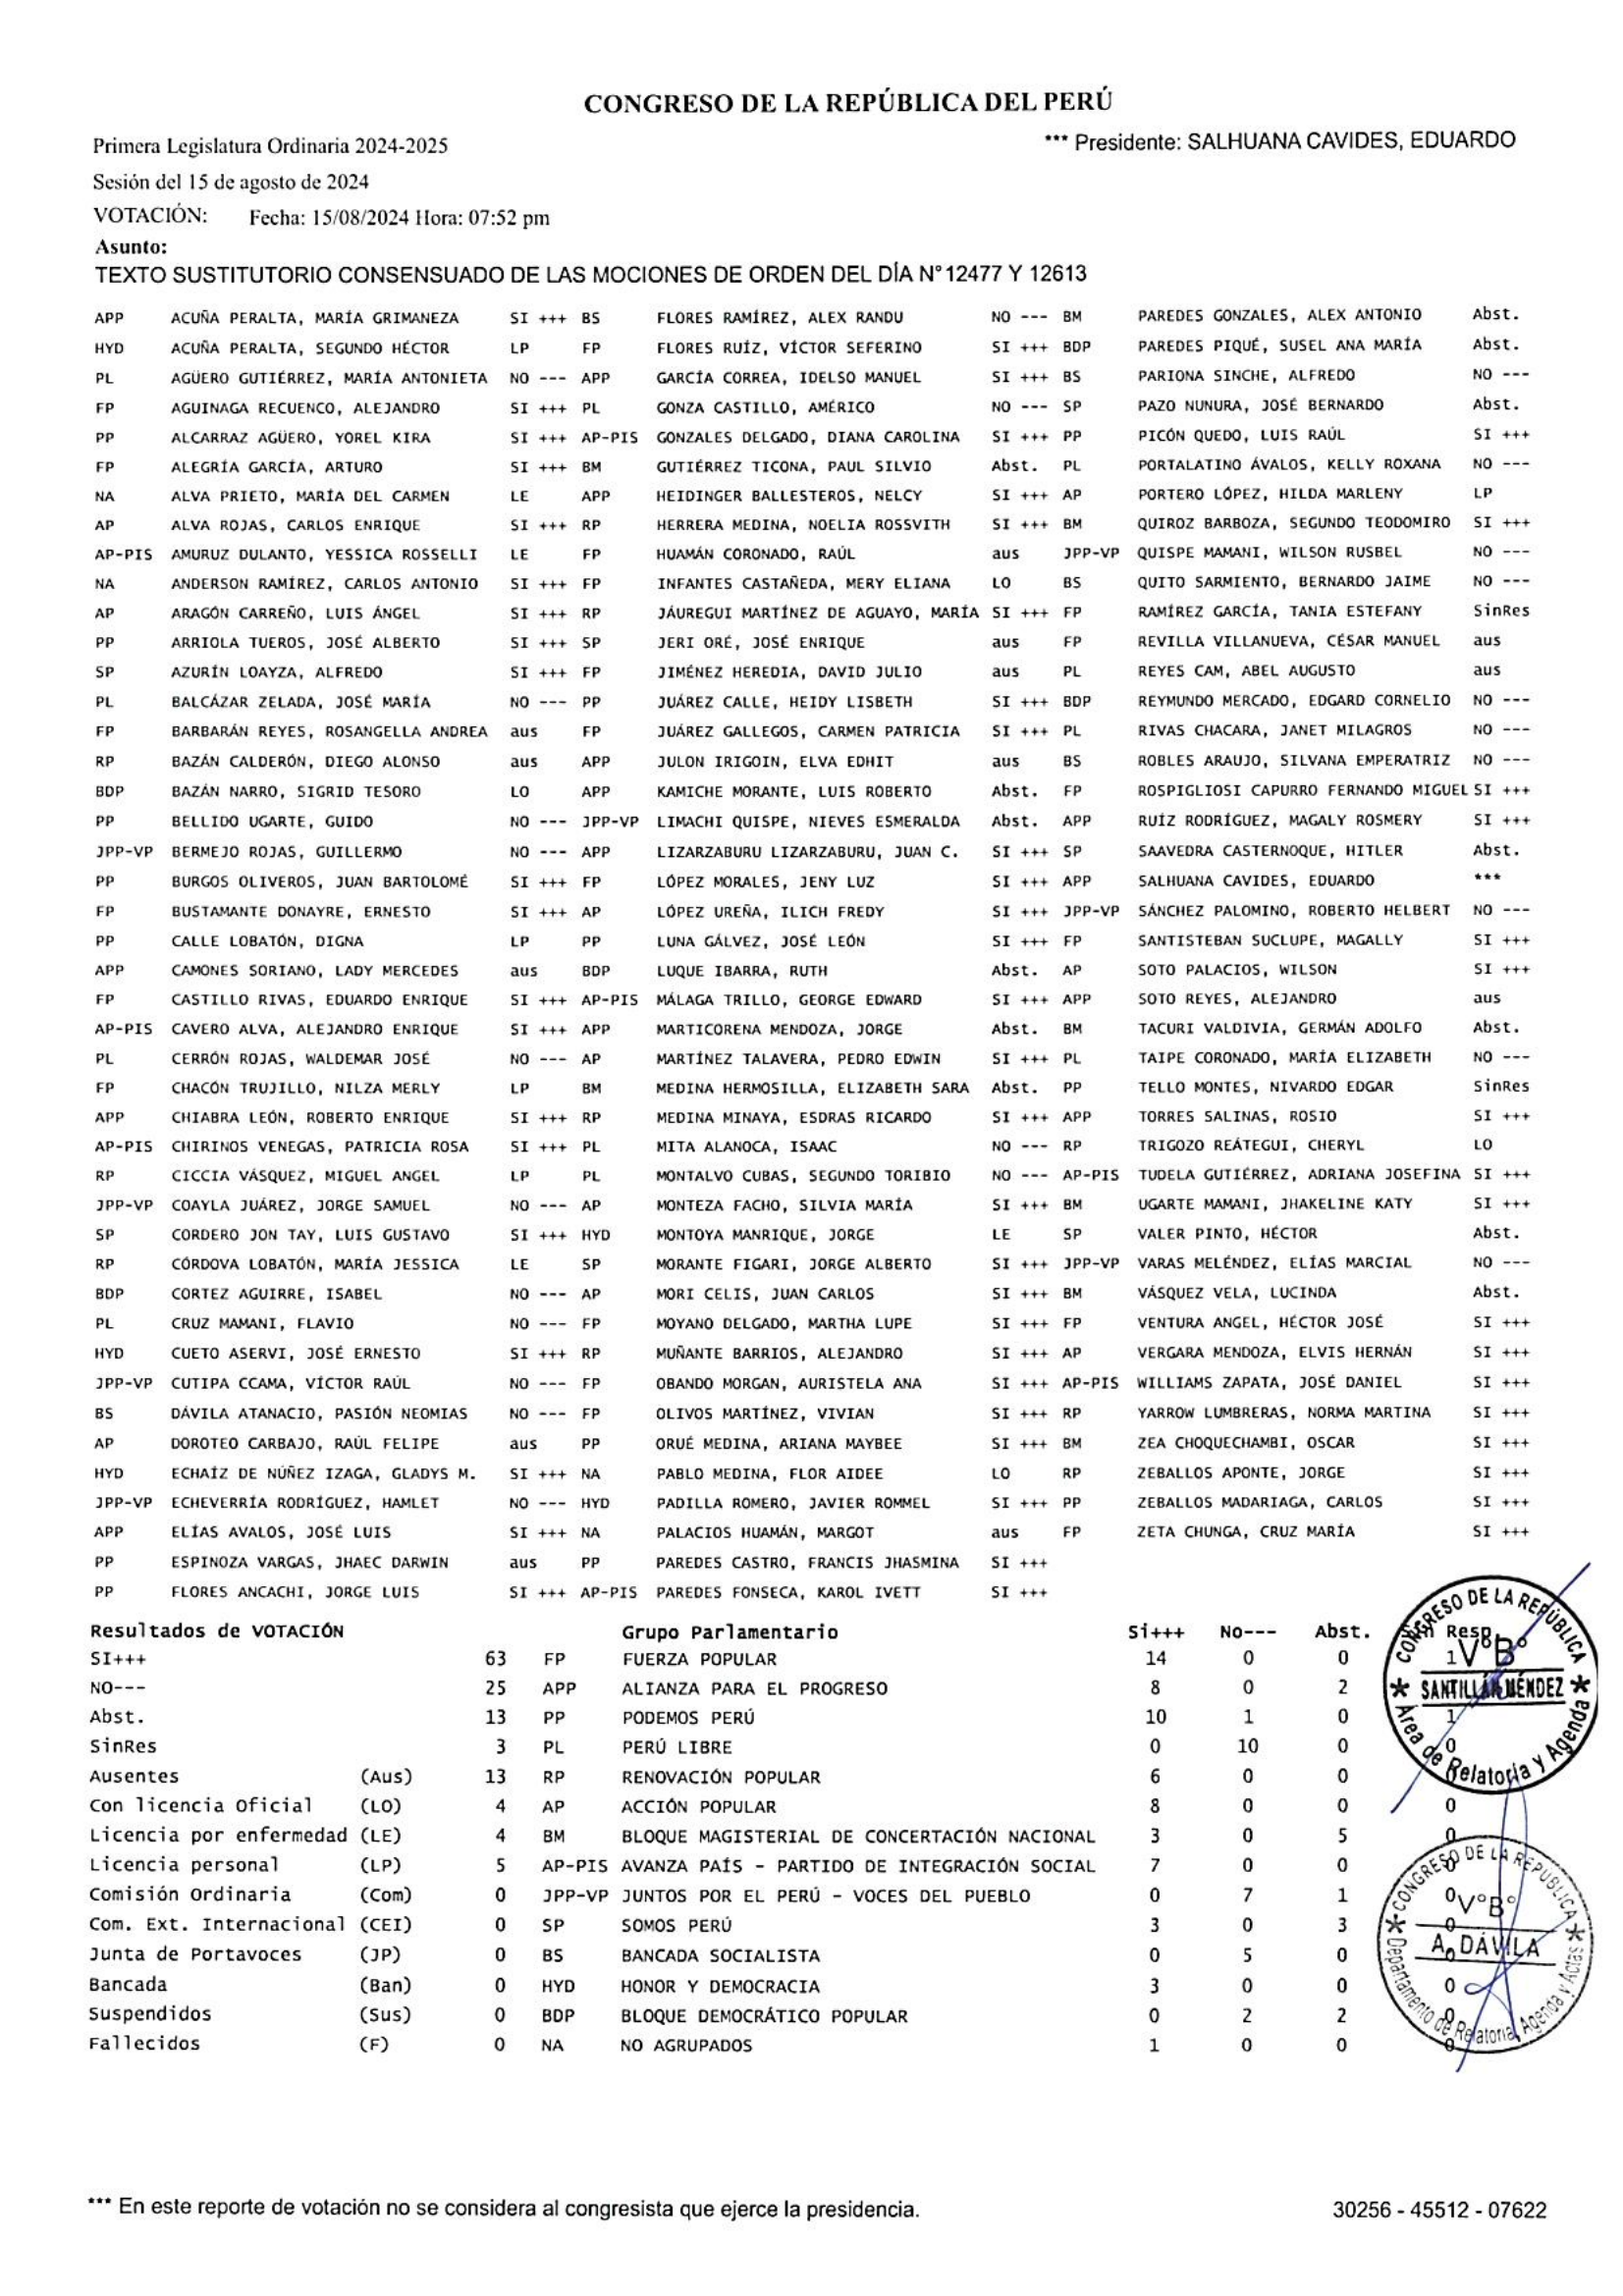 CONGRESO DE LA REPÚBLICA DEL PERÚ
Primera Legislatura Ordinaria 2024-2025 *** Presidente: SALHUANA CAVIDES, EDUARDO
Sesión del 15 de agosto de 2024
VOTACIÓN: Fecha: 15/08/2024 Hora: 07:52 pm
Asunto:
TEXTO SUSTITUTORIO CONSENSUADO DE LAS MOCIONES DE ORDEN DEL DÍA N°12477 Y 12613
APP ACUÑA PERALTA, MARÍA GRIMANEZA SI +++ BS FLORES RAMÍREZ, ALEX RANDU NO --- BM PAREDES GONZALES, ALEX ANTONIO Abst.
HYD ACUÑA PERALTA, SEGUNDO HÉCTOR LP FP FLORES RUÍZ, VÍCTOR SEFERINO SI +++ BDP PAREDES PIQUÉ, SUSEL ANA MARÍA Abst.
PL AGÜERO GUTIÉRREZ, MARÍA ANTONIETA NO --- APP GARCÍA CORREA, IDELSO MANUEL SI +++ BS PARIONA SINCHE, ALFREDO NO ---
FP AGUINAGA RECUENCO, ALEJANDRO SI +++ PL GONZA CASTILLO, AMÉRICO NO --- SP PAZO NUNURA, JOSÉ BERNARDO Abst.
PP ALCARRAZ AGÜERO, YOREL KIRA SI +++ AP-PIS GONZALES DELGADO, DIANA CAROLINA SI +++ PP PICÓN QUEDO, LUIS RAÚL SI +++
FP ALEGRÍA GARCÍA, ARTURO SI +++ BM GUTIÉRREZ TICONA, PAUL SILVIO Abst. PL PORTALATINO ÁVALOS, KELLY ROXANA NO ---
NA ALVA PRIETO, MARÍA DEL CARMEN LE APP HEIDINGER BALLESTEROS, NELCY SI +++ AP PORTERO LÓPEZ, HILDA MARLENY LP
AP ALVA ROJAS, CARLOS ENRIQUE SI +++ RP HERRERA MEDINA, NOELIA ROSSVITH SI +++ BM QUIROZ BARBOZA, SEGUNDO TEODOMIRO SI +++
AP-PIS AMURUZ DULANTO, YESSICA ROSSELLI LE FP HUAMÁN CORONADO, RAÚL aus JPP-VP QUISPE MAMANI, WILSON RUSBEL NO ---
NA ANDERSON RAMÍREZ, CARLOS ANTONIO SI +++ FP INFANTES CASTAÑEDA, MERY ELIANA LO BS QUITO SARMIENTO, BERNARDO JAIME NO ---
AP ARAGÓN CARREÑO, LUIS ÁNGEL SI +++ RP JÁUREGUI MARTÍNEZ DE AGUAYO, MARÍA SI +++ FP RAMÍREZ GARCÍA, TANIA ESTEFANY SinRes
PP ARRIOLA TUEROS, JOSÉ ALBERTO SI +++ SP JERI ORÉ, JOSÉ ENRIQUE aus FP REVILLA VILLANUEVA, CÉSAR MANUEL aus
SP AZURÍN LOAYZA, ALFREDO SI +++ FP JIMÉNEZ HEREDIA, DAVID JULIO aus PL REYES CAM, ABEL AUGUSTO aus
PL BALCÁZAR ZELADA, JOSÉ MARÍA NO --- PP JUÁREZ CALLE, HEIDY LISBETH SI +++ BDP REYMUNDO MERCADO, EDGARD CORNELIO NO ---
FP BARBARÁN REYES, ROSANGELLA ANDREA aus FP JUÁREZ GALLEGOS, CARMEN PATRICIA SI +++ PL RIVAS CHACARA, JANET MILAGROS NO ---
RP BAZÁN CALDERÓN, DIEGO ALONSO aus APP JULON IRIGOIN, ELVA EDHIT aus BS ROBLES ARAUJO, SILVANA EMPERATRIZ NO ---
BDP BAZÁN NARRO, SIGRID TESORO LO APP KAMICHE MORANTE, LUIS ROBERTO Abst. FP ROSPIGLIOSI CAPURRO FERNANDO MIGUEL SI +++
PP BELLIDO UGARTE, GUIDO NO --- JPP-VP LIMACHI QUISPE, NIEVES ESMERALDA Abst. APP RUÍZ RODRÍGUEZ, MAGALY ROSMERY SI +++
JPP-VP BERMEJO ROJAS, GUILLERMO NO --- APP LIZARZABURU LIZARZABURU, JUAN C. SI +++ SP SAAVEDRA CASTERNOQUE, HITLER Abst.
PP BURGOS OLIVEROS, JUAN BARTOLOMÉ SI +++ FP LÓPEZ MORALES, JENY LUZ SI +++ APP SALHUANA CAVIDES, EDUARDO ***
FP BUSTAMANTE DONAYRE, ERNESTO SI +++ AP LÓPEZ UREÑA, ILICH FREDY SI +++ JPP-VP SÁNCHEZ PALOMINO, ROBERTO HELBERT NO ---
PP CALLE LOBATÓN, DIGNA LP PP LUNA GÁLVEZ, JOSÉ LEÓN SI +++ FP SANTISTEBAN SUCLUPE, MAGALLY SI +++
APP CAMONES SORIANO, LADY MERCEDES aus BDP LUQUE IBARRA, RUTH Abst. AP SOTO PALACIOS, WILSON SI +++
FP CASTILLO RIVAS, EDUARDO ENRIQUE SI +++ AP-PIS MÁLAGA TRILLO, GEORGE EDWARD SI +++ APP SOTO REYES, ALEJANDRO aus
AP-PIS CAVERO ALVA, ALEJANDRO ENRIQUE SI +++ APP MARTICORENA MENDOZA, JORGE Abst. BM TACURI VALDIVIA, GERMÁN ADOLFO Abst.
PL CERRÓN ROJAS, WALDEMAR JOSÉ NO --- AP MARTÍNEZ TALAVERA, PEDRO EDWIN SI +++ PL TAIPE CORONADO, MARÍA ELIZABETH NO ---
FP CHACÓN TRUJILLO, NILZA MERLY LP BM MEDINA HERMOSILLA, ELIZABETH SARA Abst. PP TELLO MONTES, NIVARDO EDGAR SinRes
APP CHIABRA LEÓN, ROBERTO ENRIQUE SI +++ RP MEDINA MINAYA, ESDRAS RICARDO SI +++ APP TORRES SALINAS, ROSIO SI +++
AP-PIS CHIRINOS VENEGAS, PATRICIA ROSA SI +++ PL MITA ALANOCA, ISAAC NO --- RP TRIGOZO REÁTEGUI, CHERYL LO
RP CICCIA VÁSQUEZ, MIGUEL ANGEL LP PL MONTALVO CUBAS, SEGUNDO TORIBIO NO --- AP-PIS TUDELA GUTIÉRREZ, ADRIANA JOSEFINA SI +++
JPP-VP COAYLA JUÁREZ, JORGE SAMUEL NO --- AP MONTEZA FACHO, SILVIA MARÍA SI +++ BM UGARTE MAMANI, JHAKELINE KATY SI +++
SP CORDERO JON TAY, LUIS GUSTAVO SI +++ HYD MONTOYA MANRIQUE, JORGE LE SP VALER PINTO, HÉCTOR Abst.
RP CÓRDOVA LOBATÓN, MARÍA JESSICA LE SP MORANTE FIGARI, JORGE ALBERTO SI +++ JPP-VP VARAS MELÉNDEZ, ELÍAS MARCIAL NO ---
BDP CORTEZ AGUIRRE, ISABEL NO --- AP MORI CELIS, JUAN CARLOS SI +++ BM VÁSQUEZ VELA, LUCINDA Abst.
PL CRUZ MAMANI, FLAVIO NO --- FP MOYANO DELGADO, MARTHA LUPE SI +++ FP VENTURA ANGEL, HÉCTOR JOSÉ SI +++
HYD CUETO ASERVI, JOSÉ ERNESTO SI +++ RP MUÑANTE BARRIOS, ALEJANDRO SI +++ AP VERGARA MENDOZA, ELVIS HERNÁN SI +++
JPP-VP CUTIPA CCAMA, VÍCTOR RAÚL NO --- FP OBANDO MORGAN, AURISTELA ANA SI +++ AP-PIS WILLIAMS ZAPATA, JOSÉ DANIEL SI +++
BS DÁVILA ATANACIO, PASIÓN NEOMIAS NO --- FP OLIVOS MARTÍNEZ, VIVIAN SI +++ RP YARROW LUMBRERAS, NORMA MARTINA SI +++
AP DOROTEO CARBAJO, RAÚL FELIPE aus PP ORUÉ MEDINA, ARIANA MAYBEE SI +++ BM ZEA CHOQUECHAMBI, OSCAR SI +++
HYD ECHAÍZ DE NÚÑEZ IZAGA, GLADYS M. SI +++ NA PABLO MEDINA, FLOR AIDEE LO RP ZEBALLOS APONTE, JORGE SI +++
JPP-VP ECHEVERRÍA RODRÍGUEZ, HAMLET NO --- HYD PADILLA ROMERO, JAVIER ROMMEL SI +++ PP ZEBALLOS MADARIAGA, CARLOS SI +++
APP ELÍAS AVALOS, JOSÉ LUIS SI +++ NA PALACIOS HUAMÁN, MARGOT aus FP ZETA CHUNGA, CRUZ MARÍA SI +++
PP ESPINOZA VARGAS, JHAEC DARWIN aus PP PAREDES CASTRO, FRANCIS JHASMINA SI +++
PP FLORES ANCACHI, JORGE LUIS SI +++ AP-PIS PAREDES FONSECA, KAROL IVETT SI +++
Resultados de VOTACIÓN Grupo Parlamentario Si+++ No--- Abst. Resp.
SI+++ 63 FP FUERZA POPULAR 14 0 0 1
NO--- 25 APP ALIANZA PARA EL PROGRESO 8 0 2
Abst. 13 PP PODEMOS PERÚ 10 1 0 1
SinRes 3 PL PERÚ LIBRE 0 10 0 0
Ausentes (Aus) 13 RP RENOVACIÓN POPULAR 6 0 0
Con licencia Oficial (LO) 4 AP ACCIÓN POPULAR 8 0 0 0
Licencia por enfermedad (LE) 4 BM BLOQUE MAGISTERIAL DE CONCERTACIÓN NACIONAL 3 0 5 0
Licencia personal (LP) 5 AP-PIS AVANZA PAÍS - PARTIDO DE INTEGRACIÓN SOCIAL 7 0 0 0
Comisión Ordinaria (Com) 0 JPP-VP JUNTOS POR EL PERÚ - VOCES DEL PUEBLO 0 7 1 0
Com. Ext. Internacional (CEI) 0 SP SOMOS PERÚ 3 0 3 0
Junta de Portavoces (JP) 0 BS BANCADA SOCIALISTA 0 5 0 0
Bancada (Ban) 0 HYD HONOR Y DEMOCRACIA 3 0 0 0
Suspendidos (Sus) 0 BDP BLOQUE DEMOCRÁTICO POPULAR 0 2 2 0
Fallecidos (F) 0 NA NO AGRUPADOS 1 0 0 0
CONGRESO DE LA REPÚBLICA
V°B°
SANTILLÁN MÉNDEZ
Área de Relatoría y Agenda
CONGRESO DE LA REPÚBLICA
V°B°
A. DÁVILA
Departamento de Relatoría, Agenda y Actas
*** En este reporte de votación no se considera al congresista que ejerce la presidencia. 30256 - 45512 - 07622